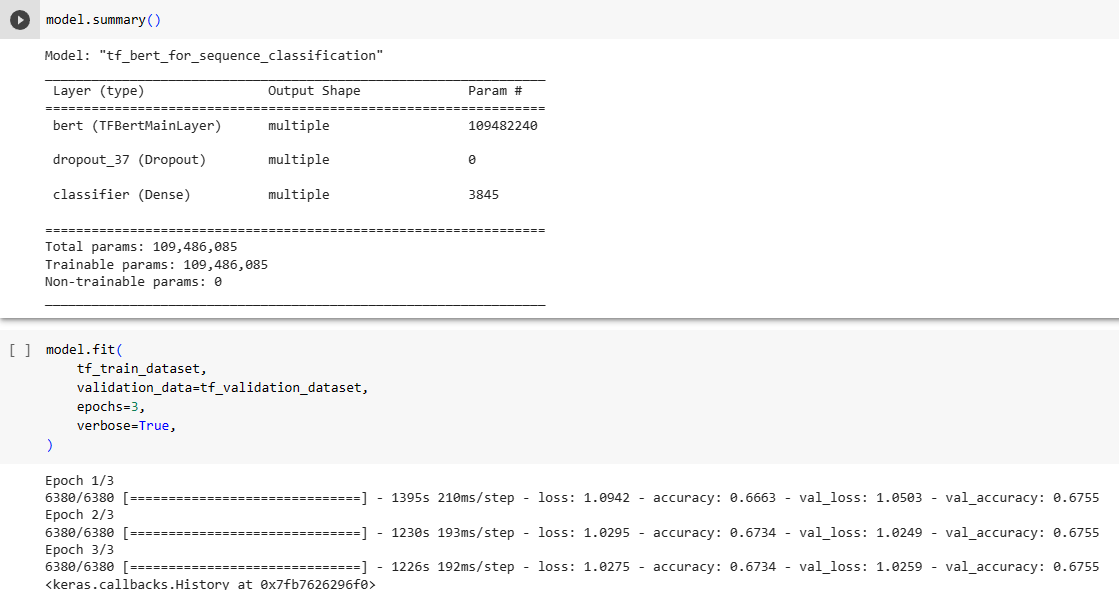 model.summary()
Model: "tf_bert_for_sequence_classification"
_________________________________________________________________
Layer (type) Output Shape Param #
=================================================================
bert (TFBertMainLayer) multiple 109482240
dropout_37 (Dropout) multiple 0
classifier (Dense) multiple 3845
=================================================================
Total params: 109,486,085
Trainable params: 109,486,085
Non-trainable params: 0
_________________________________________________________________
[ ] model.fit(
tf_train_dataset,
validation_data=tf_validation_dataset,
epochs=3,
verbose=True,
)
Epoch 1/3
6380/6380 [==============================] - 1395s 210ms/step - loss: 1.0942 - accuracy: 0.6663 - val_loss: 1.0503 - val_accuracy: 0.6755
Epoch 2/3
6380/6380 [==============================] - 1230s 193ms/step - loss: 1.0295 - accuracy: 0.6734 - val_loss: 1.0249 - val_accuracy: 0.6755
Epoch 3/3
6380/6380 [==============================] - 1226s 192ms/step - loss: 1.0275 - accuracy: 0.6734 - val_loss: 1.0259 - val_accuracy: 0.6755
<keras.callbacks.History at 0x7fb7626296f0>